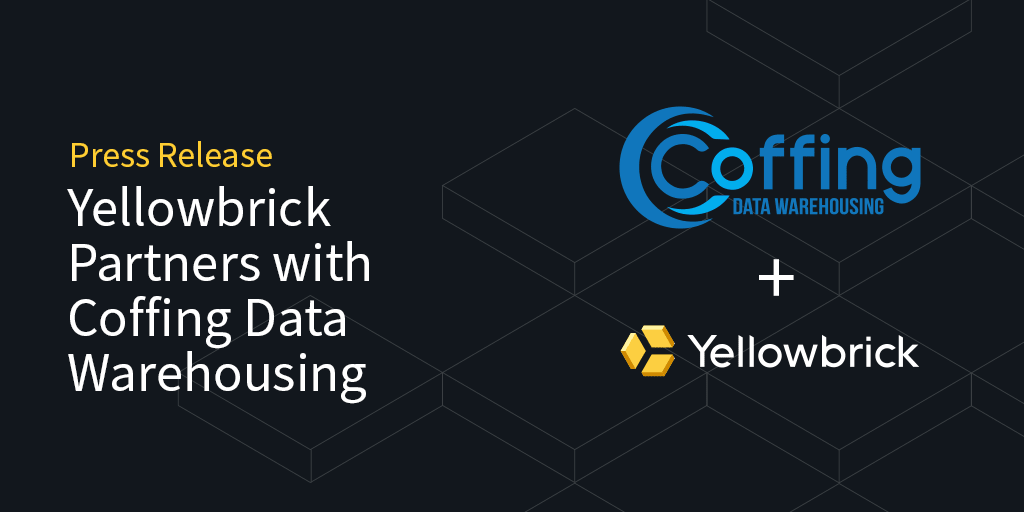 Press Release
Yellowbrick
Partners with
Coffing Data
Warehousing
Coffing
DATA WAREHOUSING
+
Yellowbrick